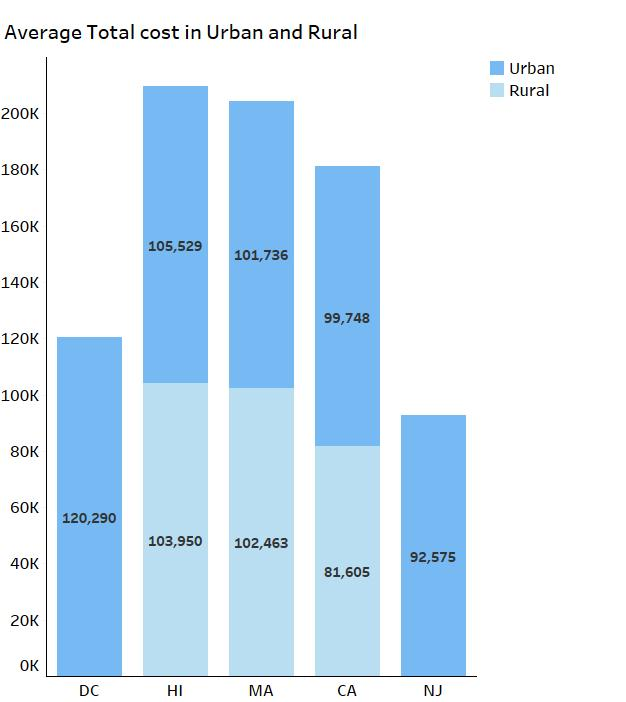 Average Total cost in Urban and Rural
Urban
Rural
200K
180K
160K
140K
120K
100K
80K
60K
40K
20K
0K
105,529
101,736
99,748
120,290
103,950
102,463
81,605
92,575
DC HI MA CA NJ